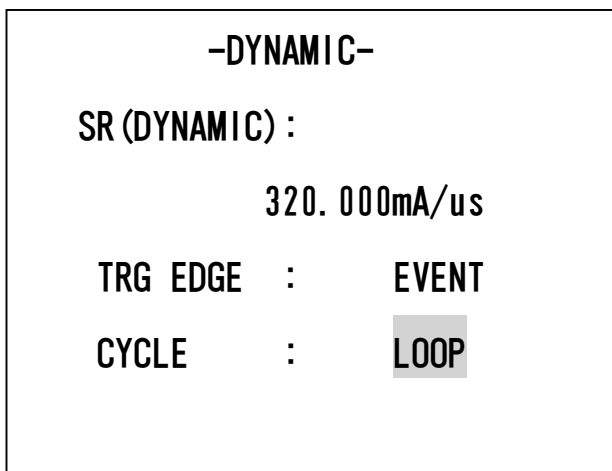 -DYNAMIC-
SR(DYNAMIC):
320.000mA/us
TRG EDGE : EVENT
CYCLE : LOOP